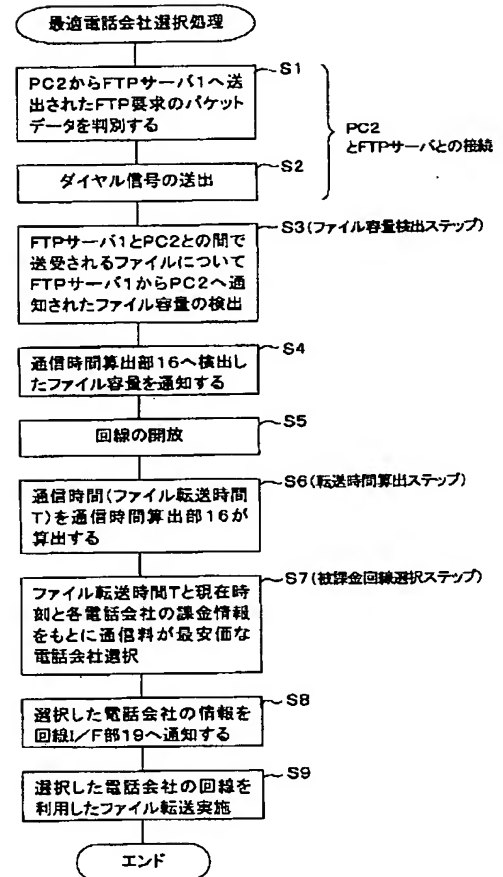 最適電話会社選択処理
S1
PC2からFTPサーバ1へ送
出されたFTP要求のパケット
データを判別する
PC2
とFTPサーバとの接続
S2
ダイヤル信号の送出
S3(ファイル容量検出ステップ)
FTPサーバ1とPC2との間で
送受されるファイルについて
FTPサーバ1からPC2へ通
知されたファイル容量の検出
S4
通信時間算出部16へ検出し
たファイル容量を通知する
S5
回線の開放
S6(転送時間算出ステップ)
通信時間(ファイル転送時間
T)を通信時間算出部16が
算出する
S7(被課金回線選択ステップ)
ファイル転送時間Tと現在時
刻と各電話会社の課金情報
をもとに通信料が最安価な
電話会社選択
S8
選択した電話会社の情報を
回線I/F部19へ通知する
S9
選択した電話会社の回線を
利用したファイル転送実施
エンド